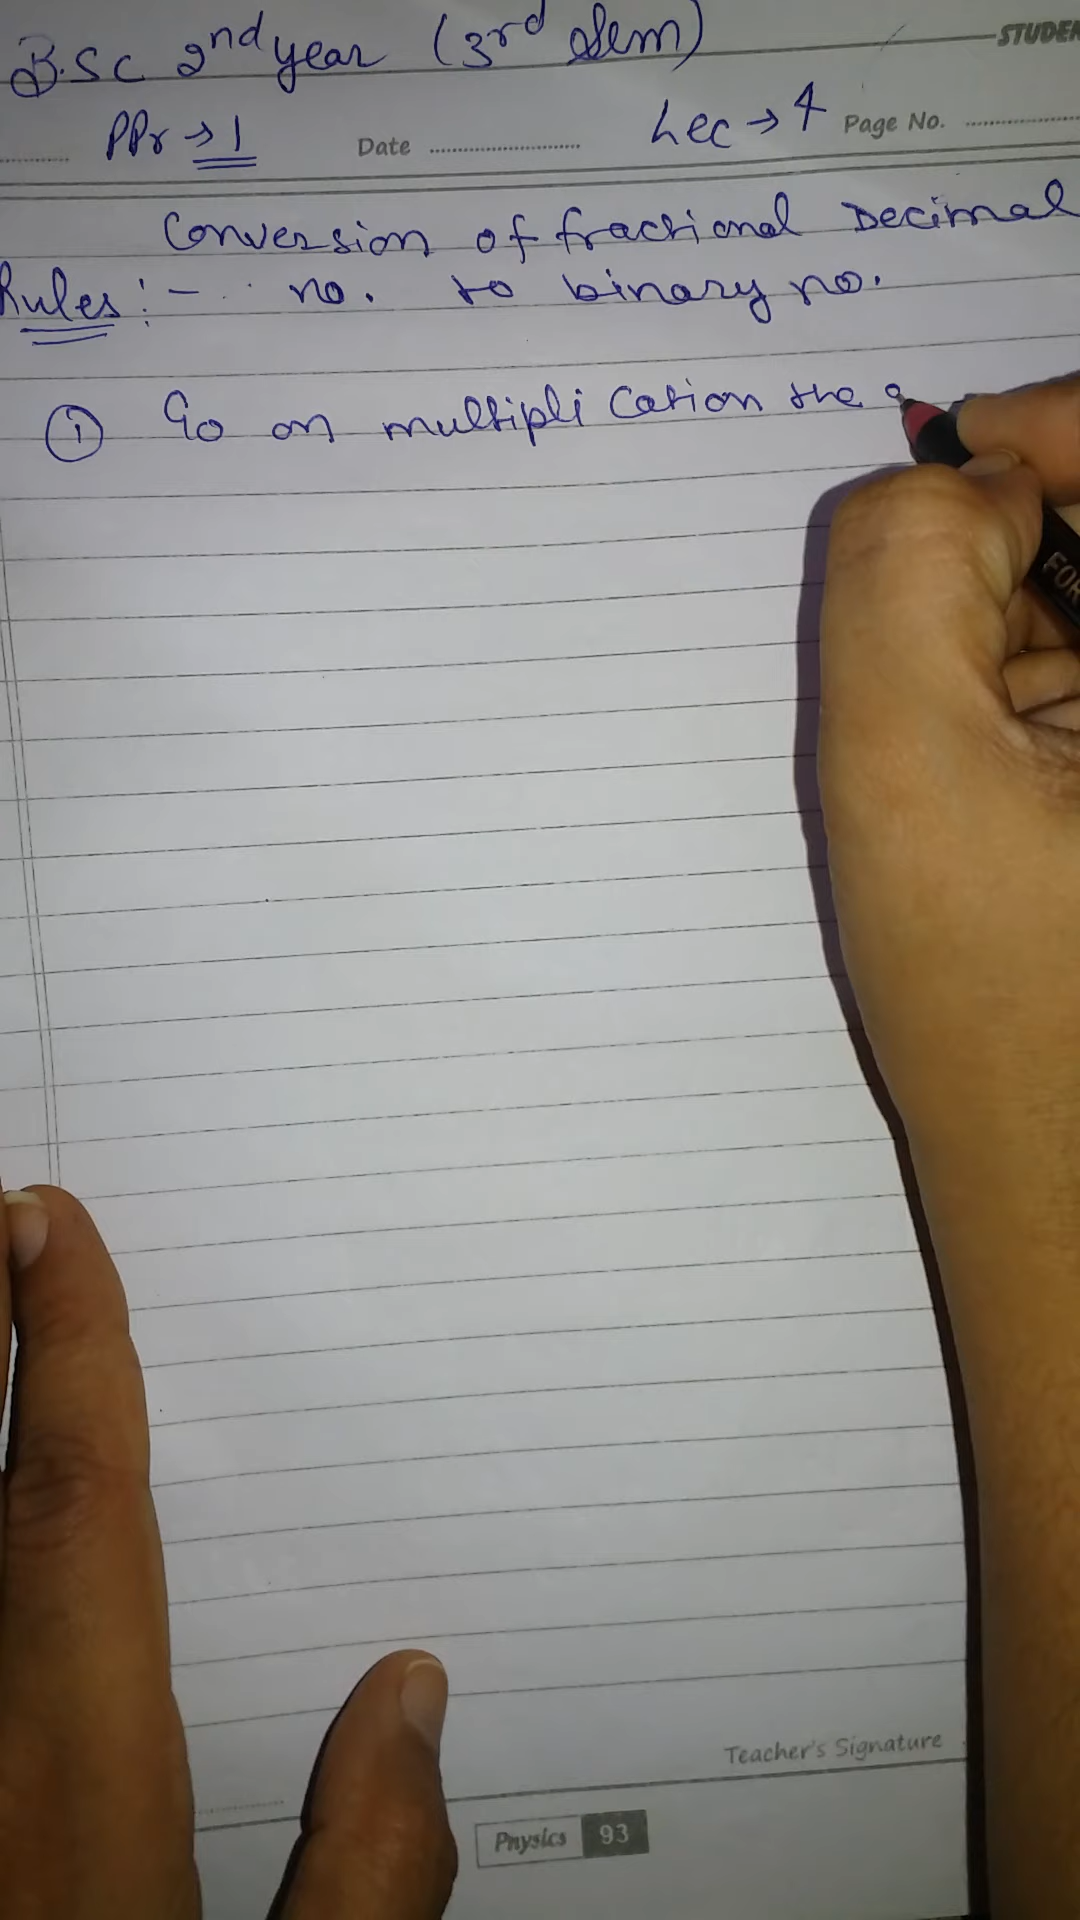 B.Sc 2nd year (3rd Sem)
STUDEN
PPr → 1 Date Lec → 4 Page No.
Conversion of fractional Decimal
Rules :- no. to binary no.
① Go on multiplication the
Teacher's Signature
Physics 93
FOR